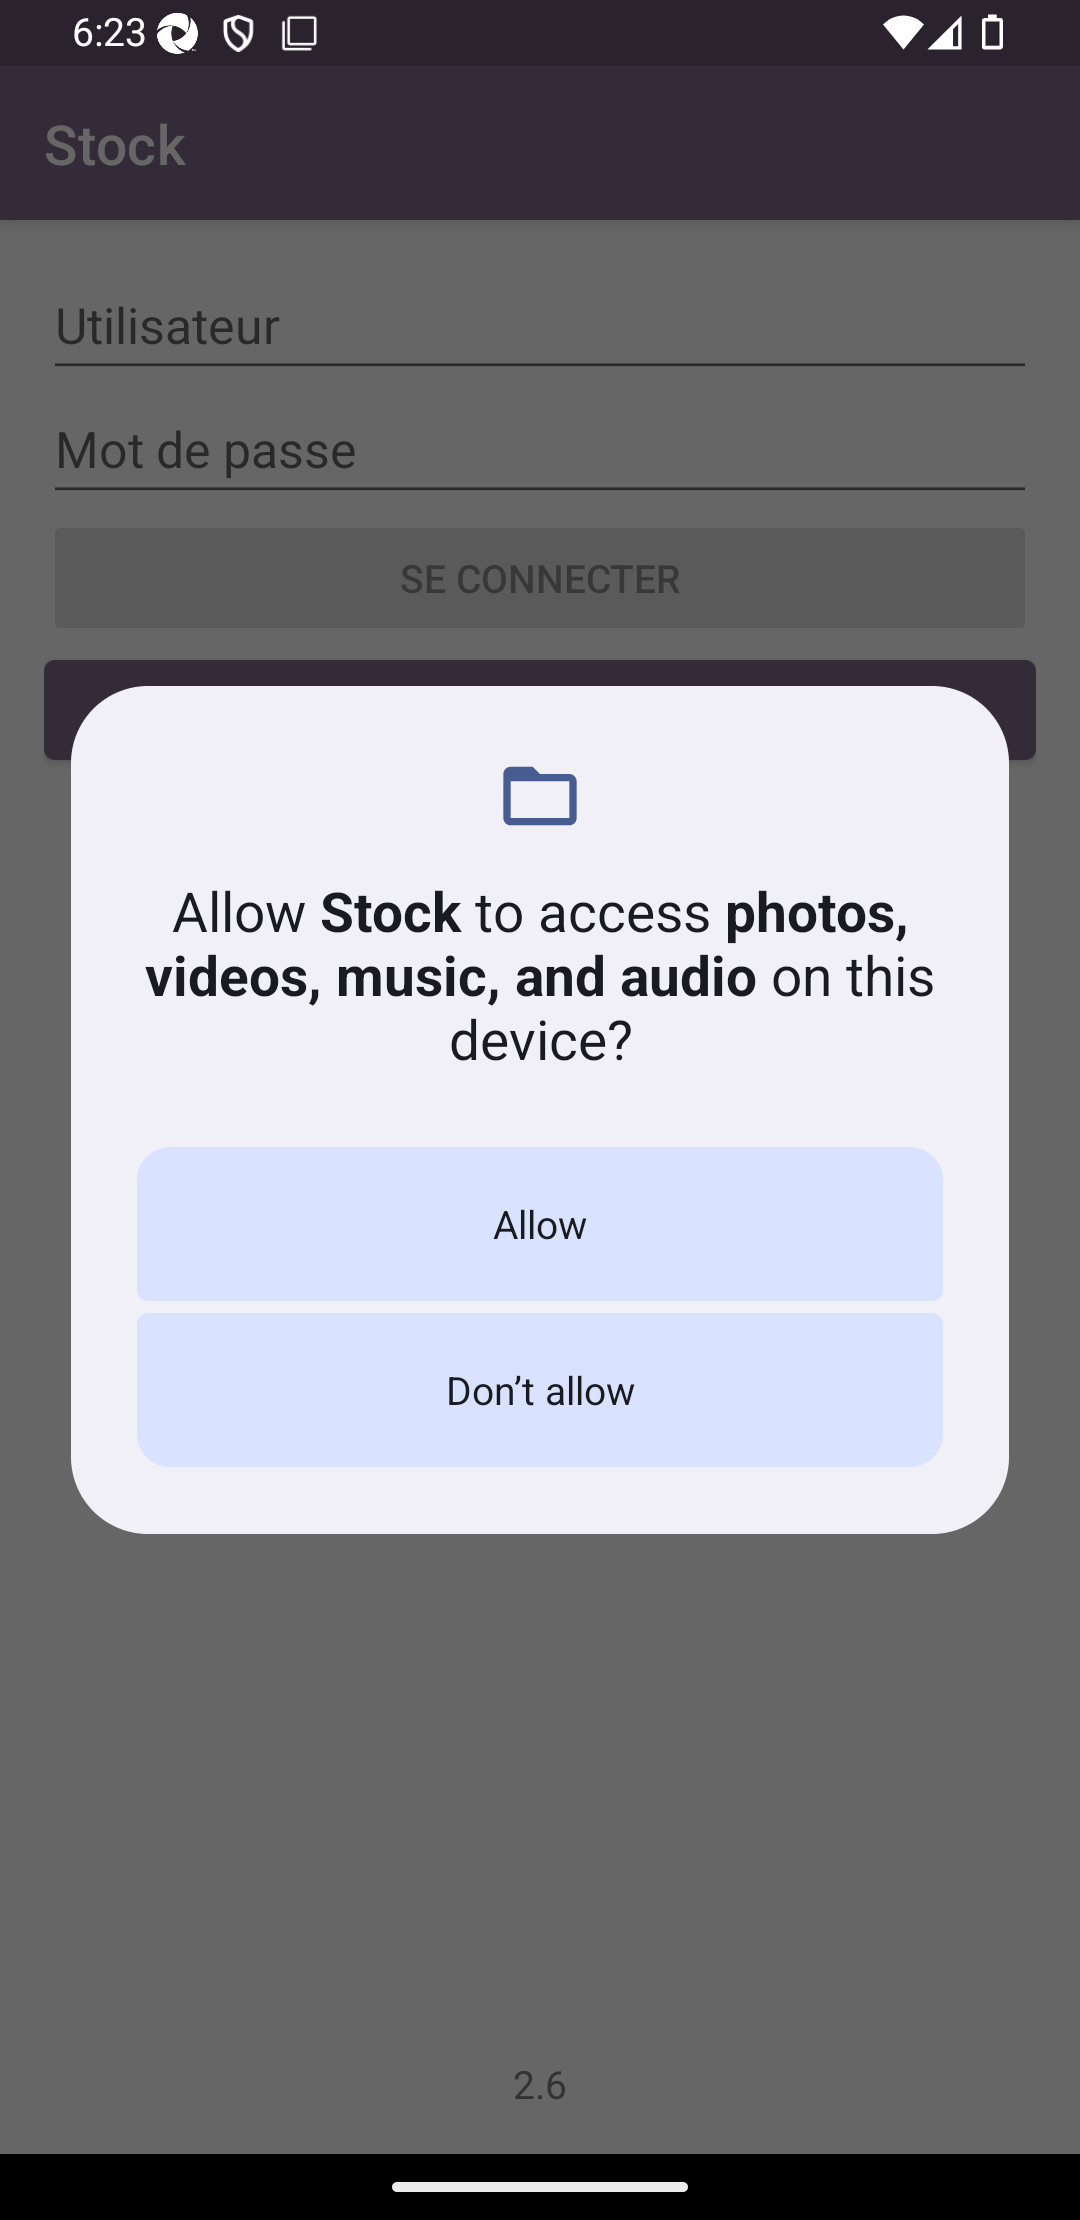 6:23
Stock
Utilisateur
Mot de passe
SE CONNECTER
Allow Stock to access photos,
videos, music, and audio on this
device?
Allow
Don’t allow
2.6